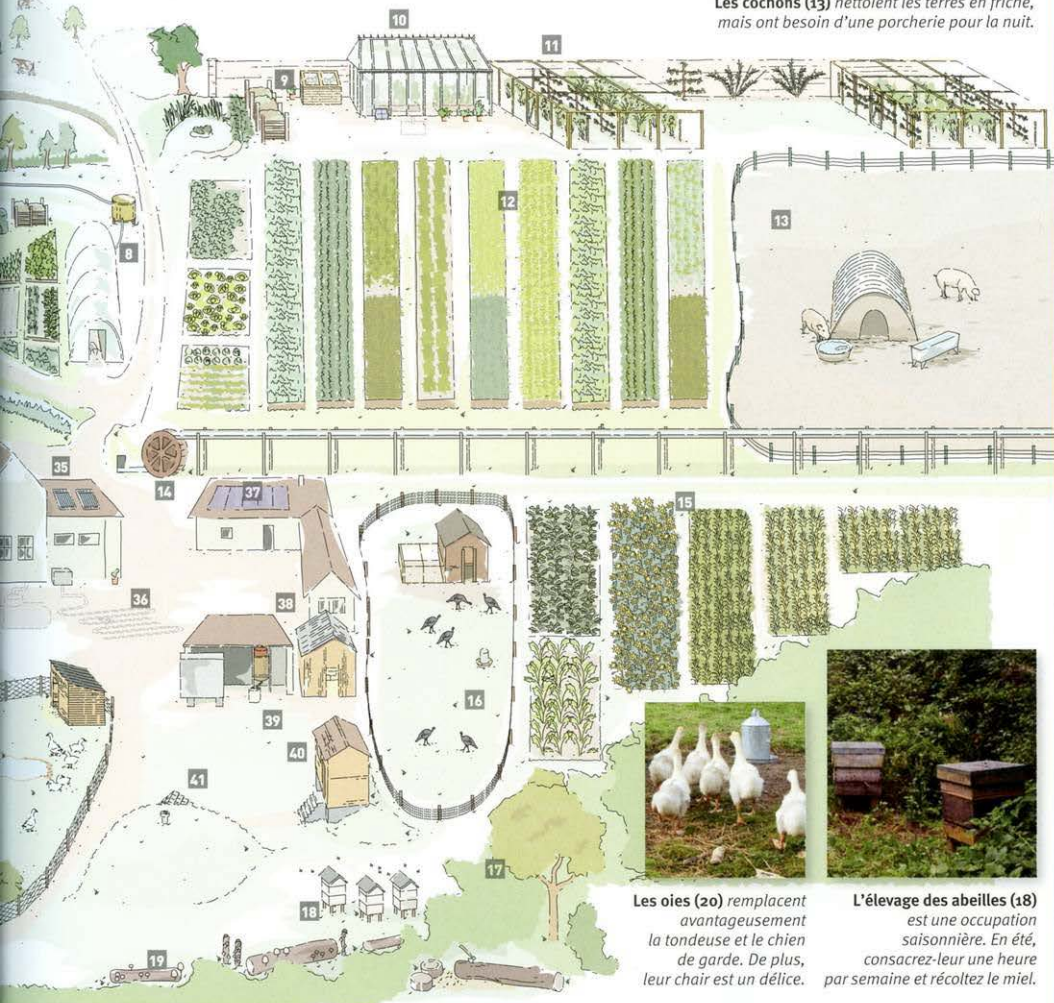 Les cochons (13) nettoient les terres en friche,
mais ont besoin d'une porcherie pour la nuit.
10
11
9
12
13
8
35
14
37
15
36
38
16
39
40
41
17
18
19
Les oies (20) remplacent
avantageusement
la tondeuse et le chien
de garde. De plus,
leur chair est un délice.
L'élevage des abeilles (18)
est une occupation
saisonnière. En été,
consacrez-leur une heure
par semaine et récoltez le miel.